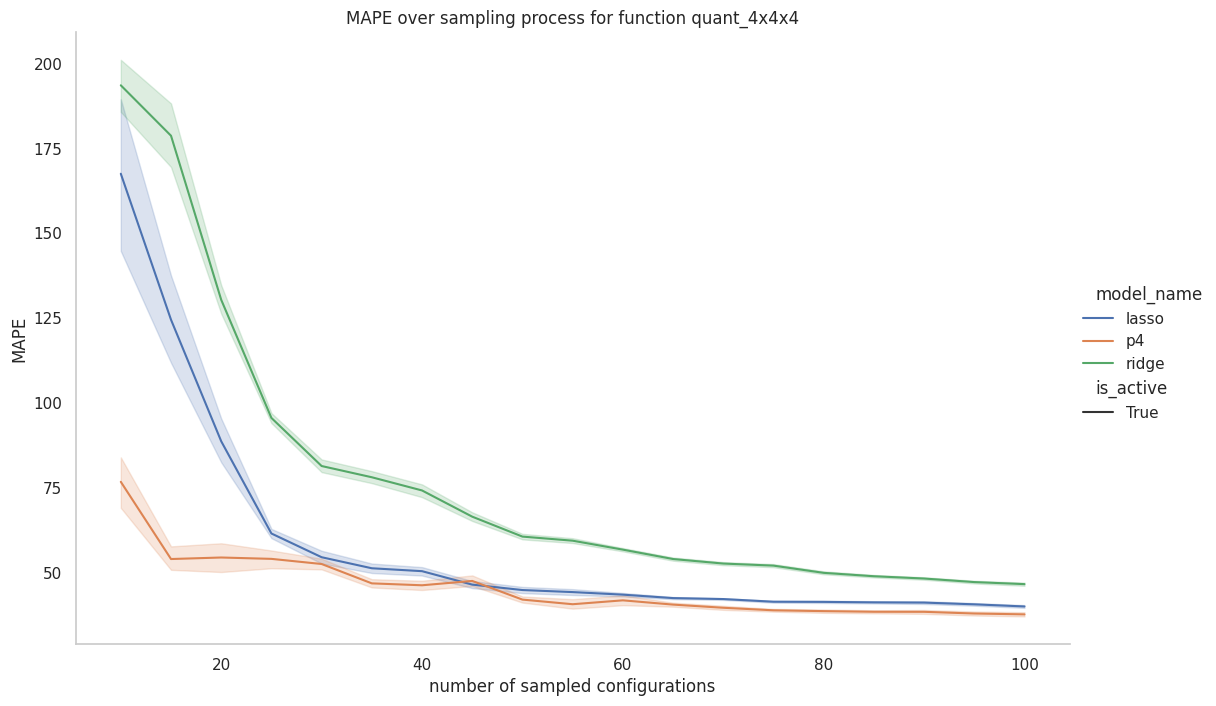 MAPE over sampling process for function quant_4x4x4
200
175
150
125
100
75
50
MAPE
20
40
60
80
100
number of sampled configurations
model_name
lasso
p4
ridge
is_active
True